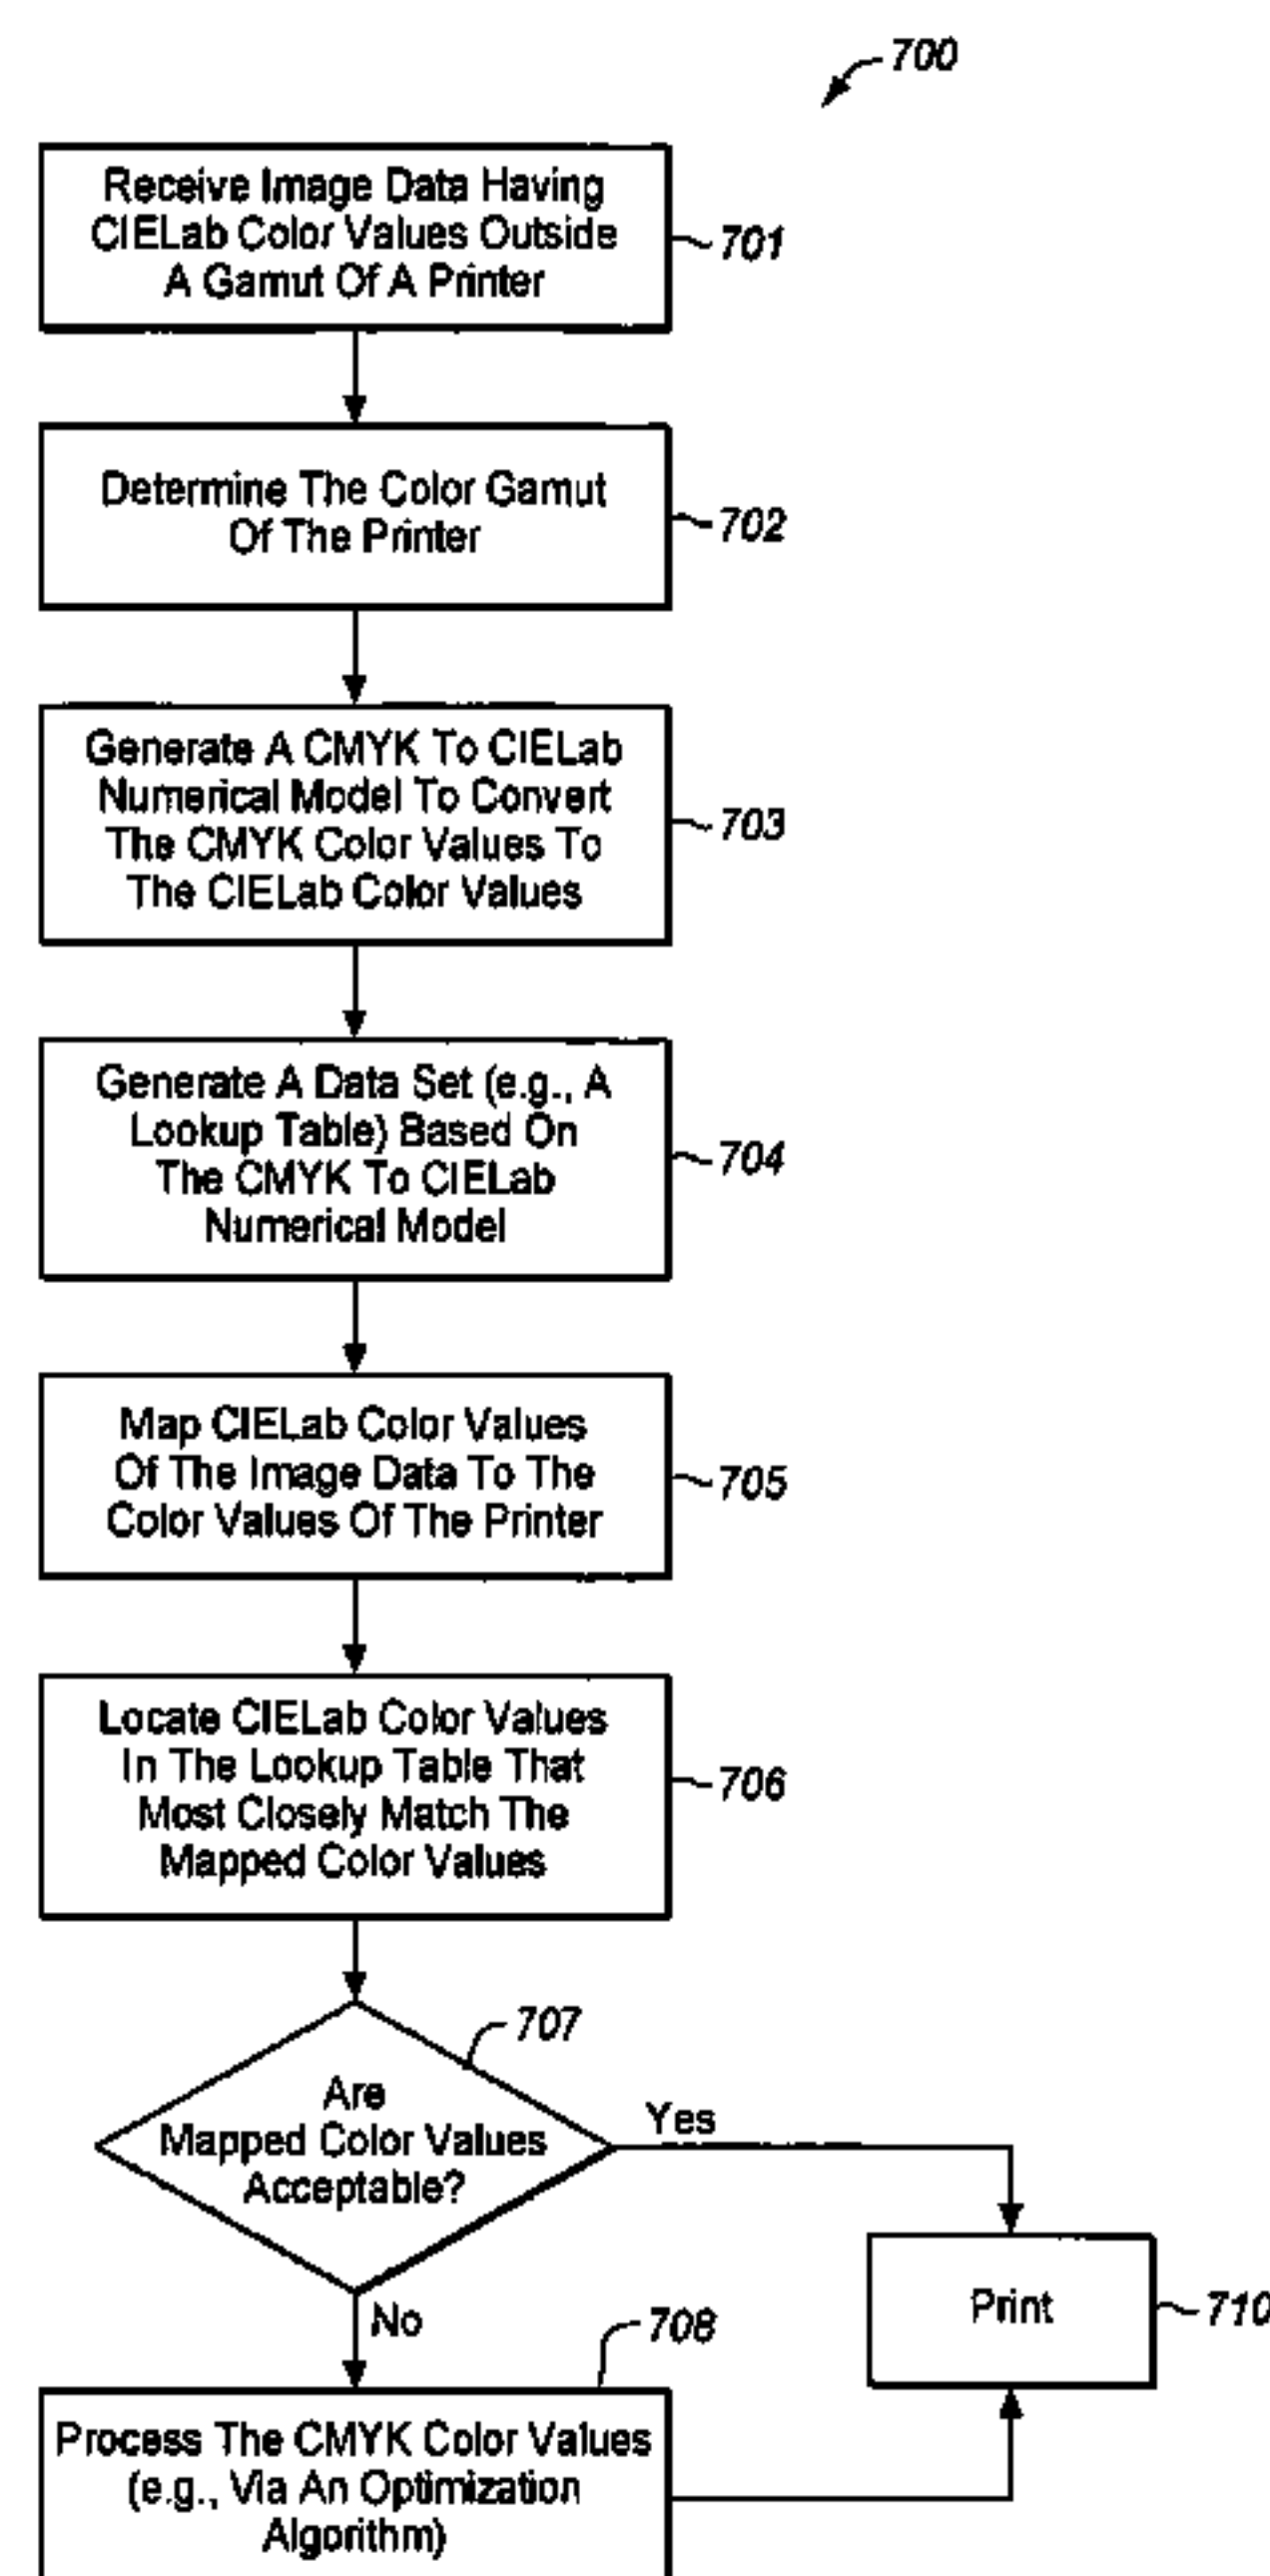 700
Receive Image Data Having
CIELab Color Values Outside
A Gamut Of A Printer
701
Determine The Color Gamut
Of The Printer
702
Generate A CMYK To CIELab
Numerical Model To Convert
The CMYK Color Values To
The CIELab Color Values
703
Generate A Data Set (e.g., A
Lookup Table) Based On
The CMYK To CIELab
Numerical Model
704
Map CIELab Color Values
Of The Image Data To The
Color Values Of The Printer
705
Locate CIELab Color Values
In The Lookup Table That
Most Closely Match The
Mapped Color Values
706
707
Are
Mapped Color Values
Acceptable?
Yes
No
Print
710
708
Process The CMYK Color Values
(e.g., Via An Optimization
Algorithm)